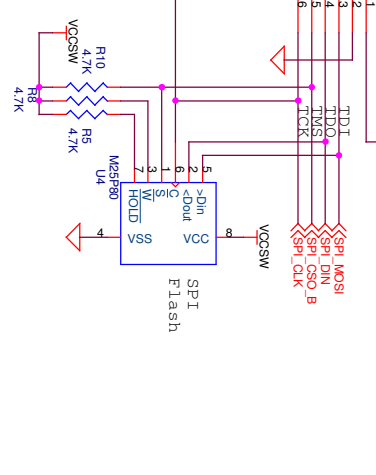 6
5
4
3
2
1
VCCSW
R10
4.7K
R8
4.7K
R5
4.7K
TDI
TDO
TMS
TCK
M25P80
U4
7
3
1
6
2
5
HOLD
W
S
C
<Dout
>Din
4
VSS
VCC
8
VCCSW
SPI_MOSI
SPI_DIN
SPI_CSO_B
SPI_CLK
SPI
Flash